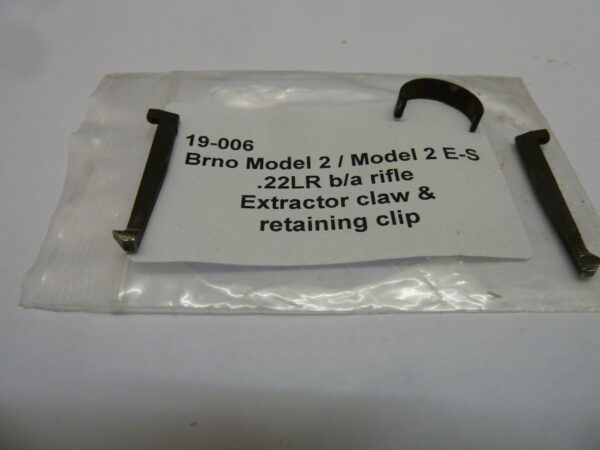 19-006
Brno Model 2 / Model 2 E-S
.22LR b/a rifle
Extractor claw &
retaining clip